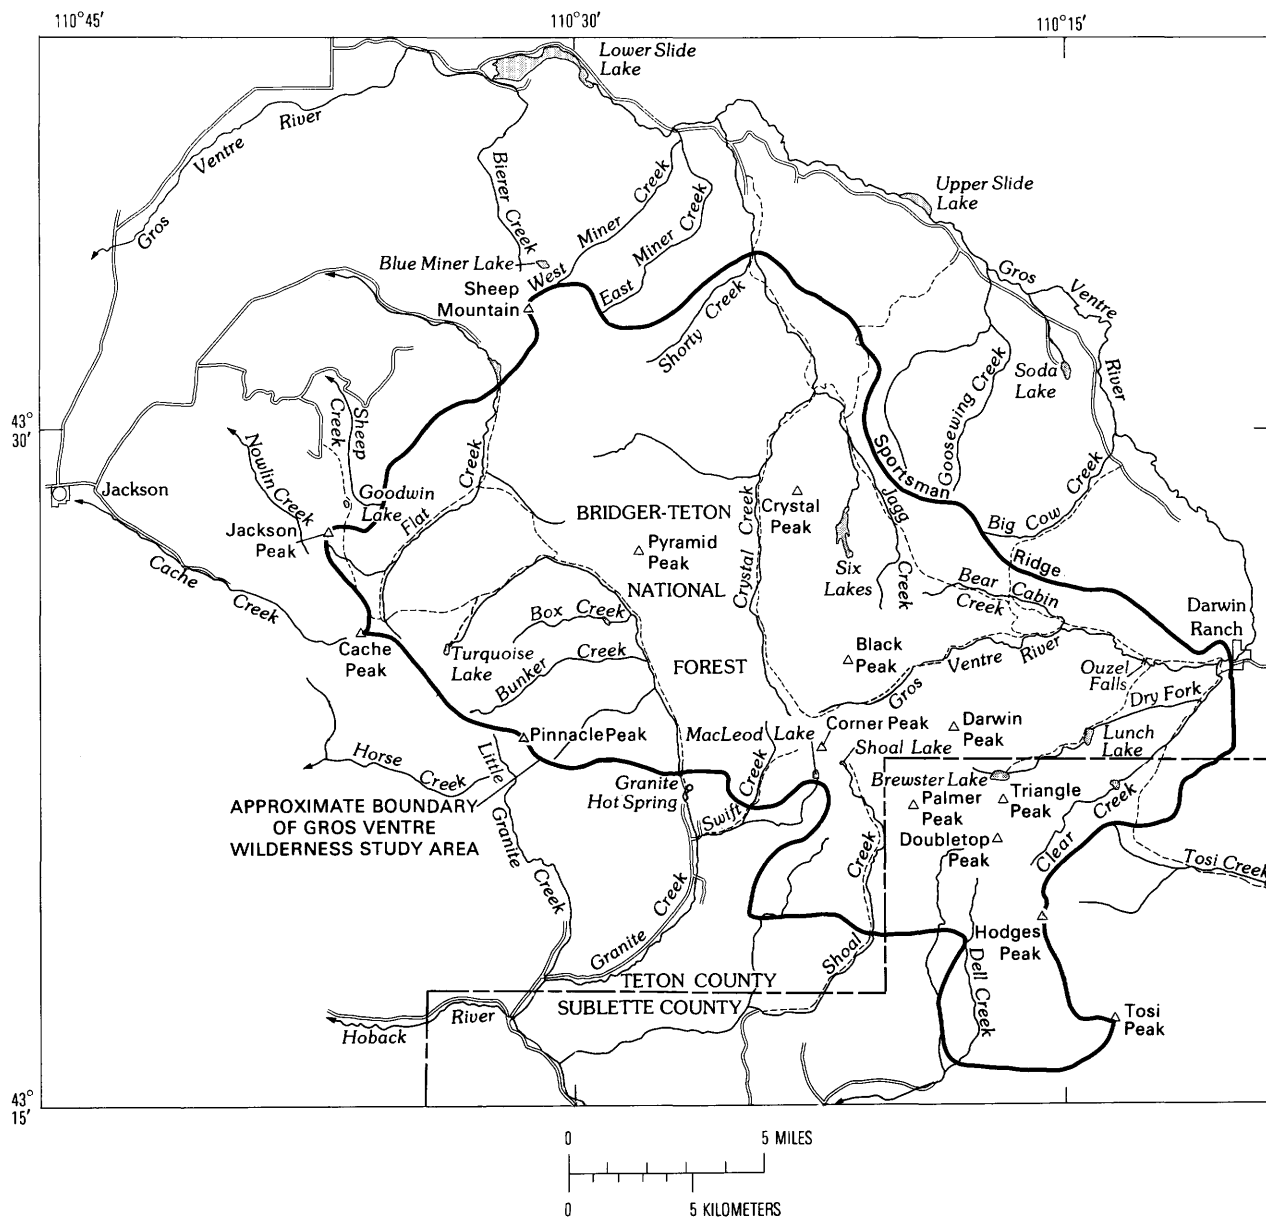 110°45'
110°30'
110°15'
Lower Slide
Lake
Gros Ventre River
Bierer Creek
West Miner Creek
East Miner Creek
Upper Slide
Lake
Blue Miner Lake
Sheep
Mountain
Shorty Creek
Gros Ventre River
Soda
Lake
Goosewing Creek
43°
30'
Sheep Creek
Nowlin Creek
Jackson
Goodwin
Lake
Flat Creek
Jackson
Peak
Cache Creek
BRIDGER-TETON
NATIONAL
FOREST
Pyramid
Peak
Crystal
Peak
Crystal Creek
Jagg Creek
Six
Lakes
Sportsman Ridge
Big Cow Creek
Bear Cabin
Creek
Darwin
Ranch
Box Creek
Cache
Peak
Turquoise
Lake
Bunker Creek
Black
Peak
Gros Ventre River
Ouzel
Falls
Dry Fork
Pinnacle Peak
MacLeod Lake
Corner Peak
Shoal Lake
Darwin
Peak
Lunch
Lake
Horse Creek
Little Granite Creek
Granite
Hot Spring
Swift Creek
Brewster Lake
Palmer
Peak
Triangle
Peak
Doubletop
Peak
Clear Creek
Tosi Creek
APPROXIMATE BOUNDARY
OF GROS VENTRE
WILDERNESS STUDY AREA
Granite Creek
Shoal Creek
Hodges
Peak
Dell Creek
TETON COUNTY
SUBLETTE COUNTY
Hoback River
Tosi
Peak
43°
15'
0 5 MILES
0 5 KILOMETERS